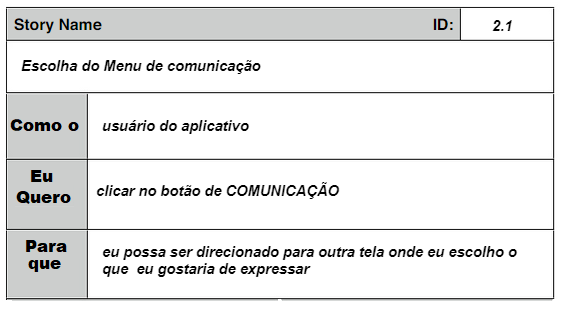 Story Name ID: 2.1
Escolha do Menu de comunicação
Como o usuário do aplicativo
Eu Quero clicar no botão de COMUNICAÇÃO
Para que eu possa ser direcionado para outra tela onde eu escolho o
que eu gostaria de expressar